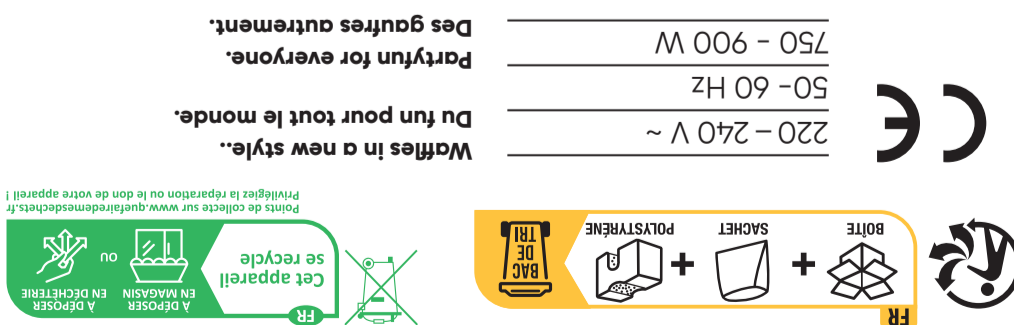 FR
BOÎTE
+
SACHET
+
POLYSTYRÈNE
BAC
DE
TRI
FR
Cet appareil
se recycle
À DÉPOSER
EN MAGASIN
OU
À DÉPOSER
EN DÉCHÈTERIE
Points de collecte sur www.quefairedemesdechets.fr
Privilégiez la réparation ou le don de votre appareil !
CE
220 – 240 V ~
50- 60 Hz
750 - 900 W
Waffles in a new style..
Du fun pour tout le monde.
Partyfun for everyone.
Des gaufres autrement.